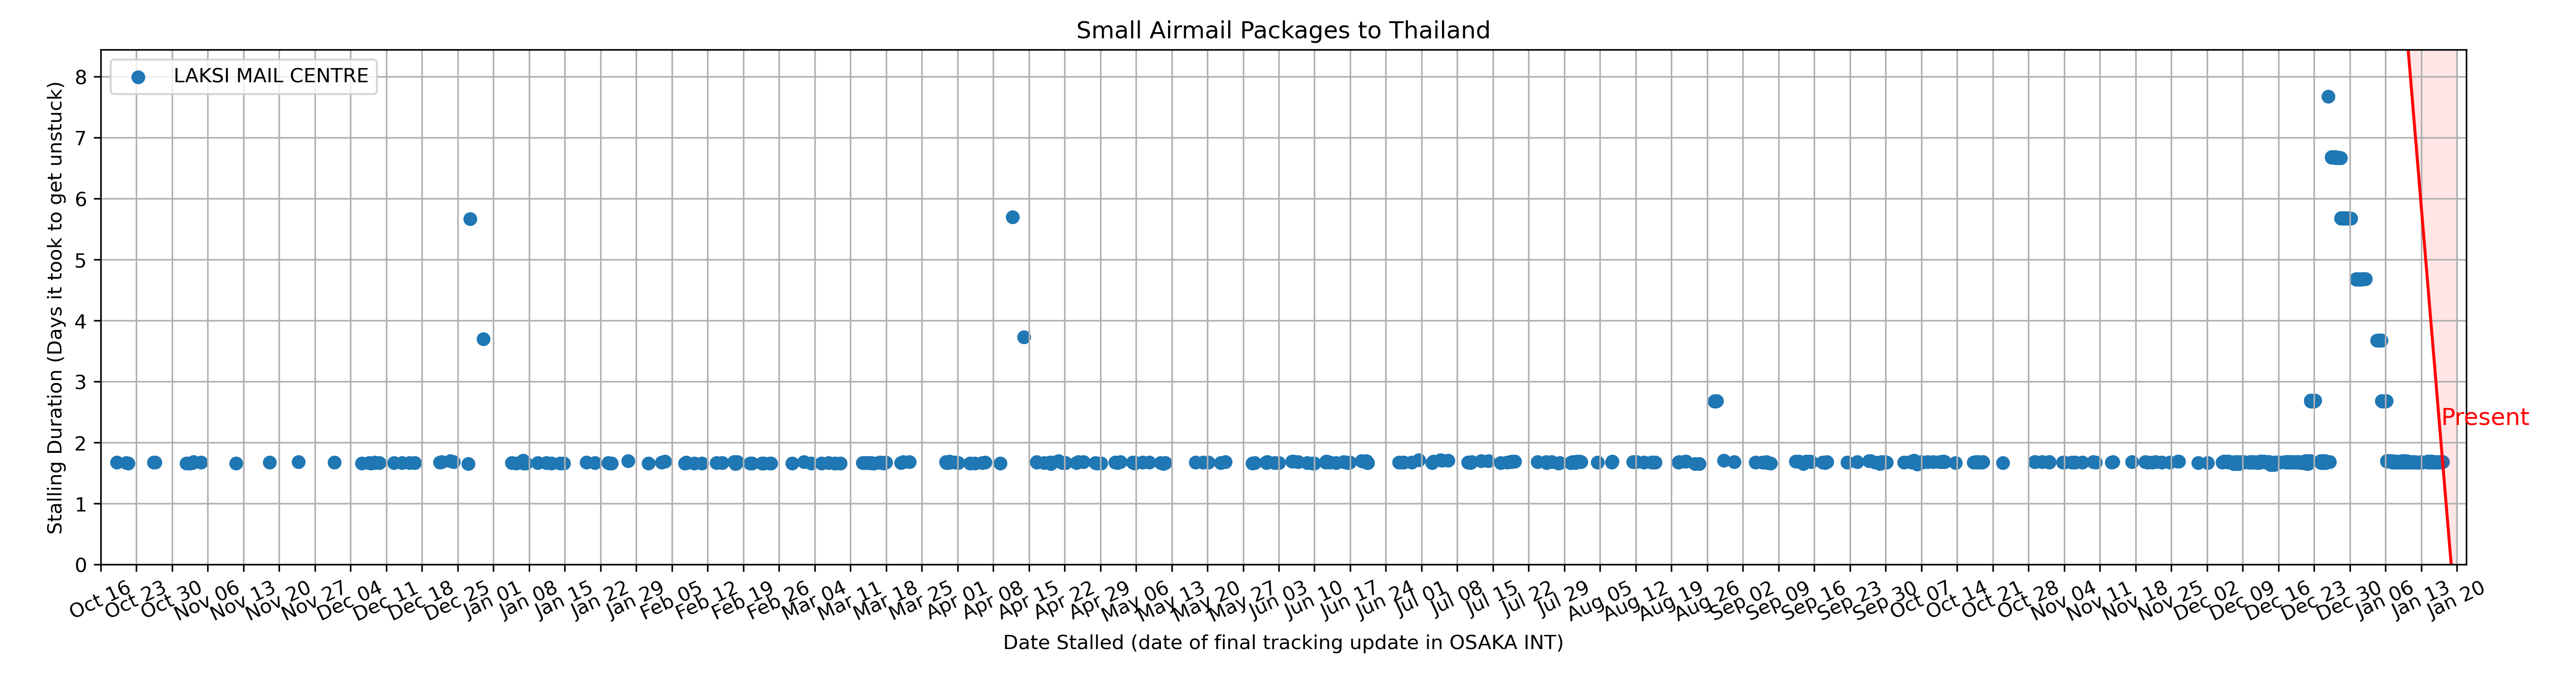 Small Airmail Packages to Thailand
LAKSI MAIL CENTRE
Stalling Duration (Days it took to get unstuck)
8
7
6
5
4
3
2
1
0
Present
Oct 16 Oct 23 Oct 30 Nov 06 Nov 13 Nov 20 Nov 27 Dec 04 Dec 11 Dec 18 Dec 25 Jan 01 Jan 08 Jan 15 Jan 22 Jan 29 Feb 05 Feb 12 Feb 19 Feb 26 Mar 04 Mar 11 Mar 18 Mar 25 Apr 01 Apr 08 Apr 15 Apr 22 Apr 29 May 06 May 13 May 20 May 27 Jun 03 Jun 10 Jun 17 Jun 24 Jul 01 Jul 08 Jul 15 Jul 22 Jul 29 Aug 05 Aug 12 Aug 19 Aug 26 Sep 02 Sep 09 Sep 16 Sep 23 Sep 30 Oct 07 Oct 14 Oct 21 Oct 28 Nov 04 Nov 11 Nov 18 Nov 25 Dec 02 Dec 09 Dec 16 Dec 23 Dec 30 Jan 06 Jan 13 Jan 20
Date Stalled (date of final tracking update in OSAKA INT)